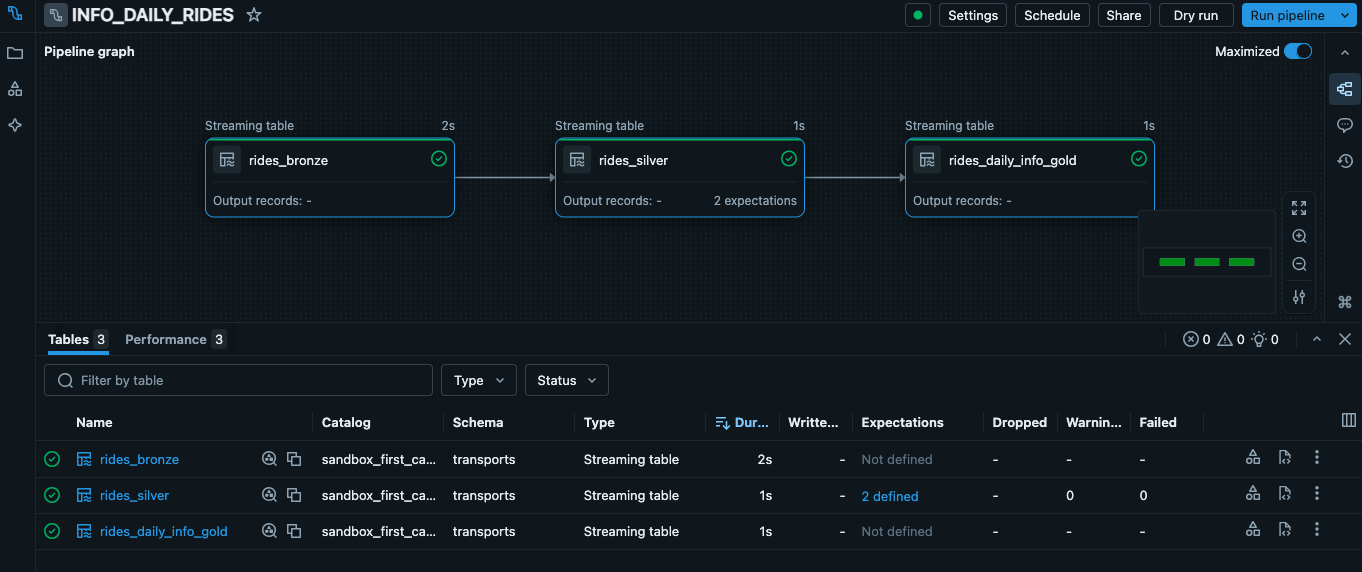 INFO_DAILY_RIDES Settings Schedule Share Dry run Run pipeline
Pipeline graph Maximized
Streaming table 2s Streaming table 1s Streaming table 1s
rides_bronze rides_silver rides_daily_info_gold
Output records: - Output records: - 2 expectations Output records: -
Tables 3 Performance 3 0 0 0
Filter by table Type Status
Name Catalog Schema Type Dur... Writte... Expectations Dropped Warnin... Failed
rides_bronze sandbox_first_ca... transports Streaming table 2s - Not defined - - -
rides_silver sandbox_first_ca... transports Streaming table 1s - 2 defined - 0 0
rides_daily_info_gold sandbox_first_ca... transports Streaming table 1s - Not defined - - -